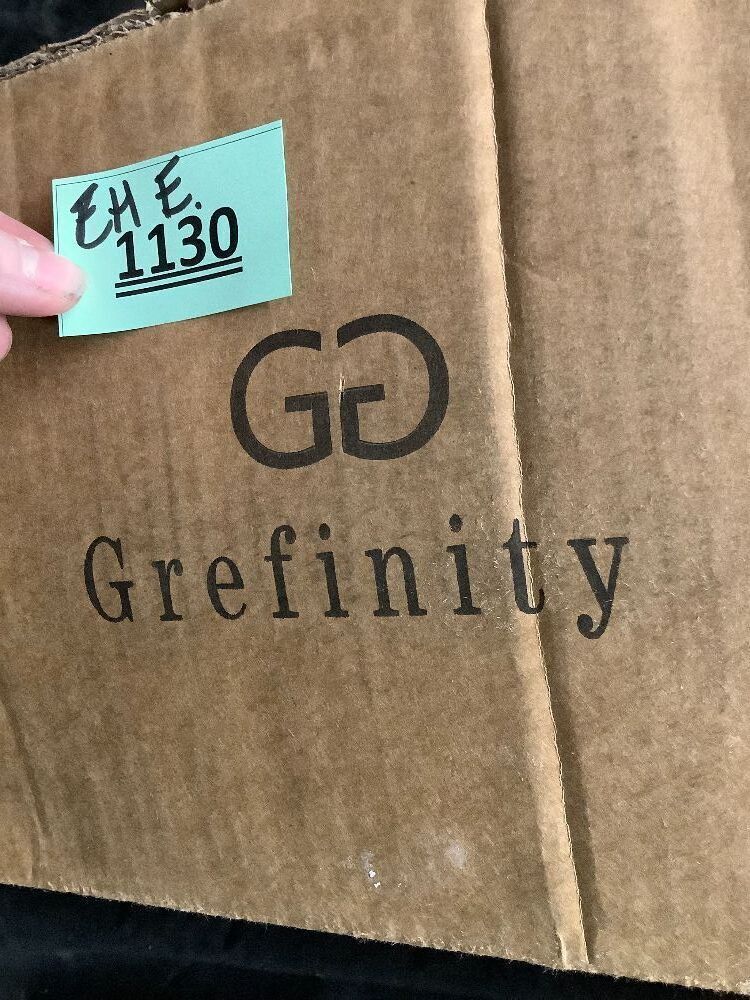 EH E.
1130
GG
Grefinity